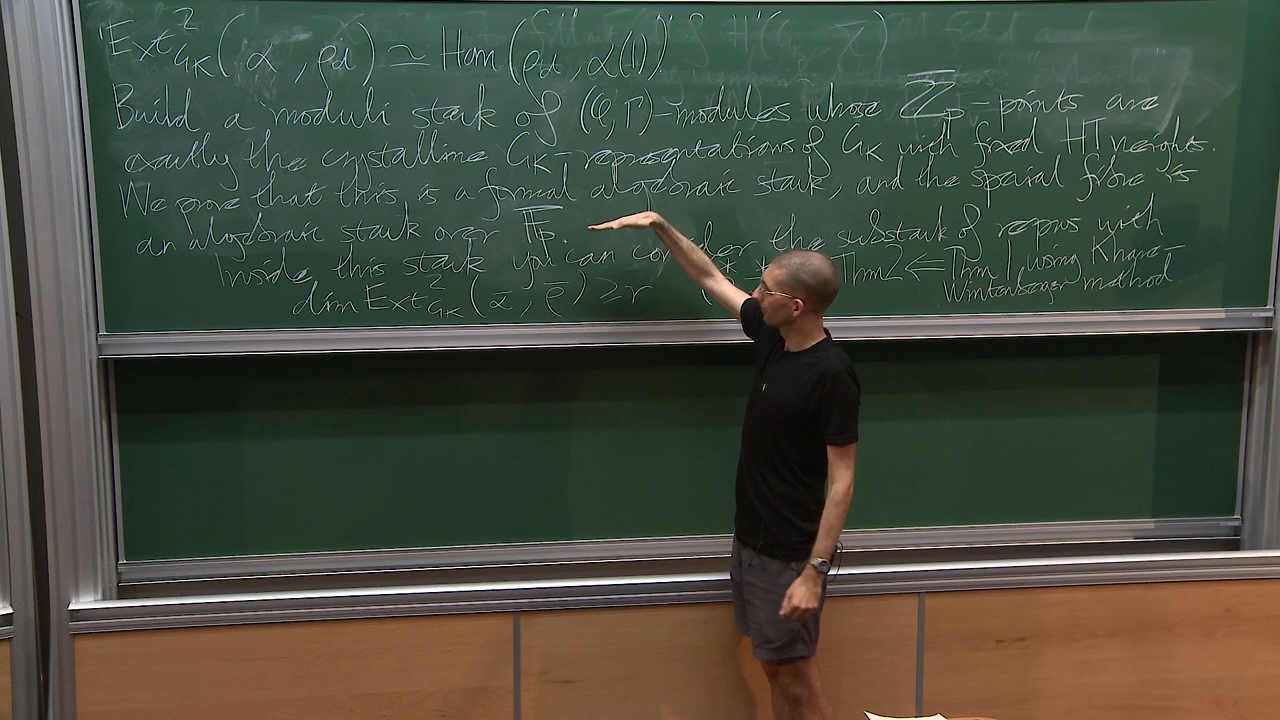 "Ext²_{G_K}(α, ρ_d) ≃ Hom(ρ_d, α(1))"
Build a moduli stack of (φ,Γ)-modules whose Z̄_p-points are
exactly the crystalline G_K-representations of G_K with fixed HT weights.
We prove that this is a formal algebraic stack, and the special fibre is
an algebraic stack over F̄_p.
Inside this stack you can consider the substack of repns with
dim Ext²_{G_K}(ᾱ, ρ̄) ≥ r
Thm 2 ⇐ Thm 1 using Khare-
Wintenberger method.